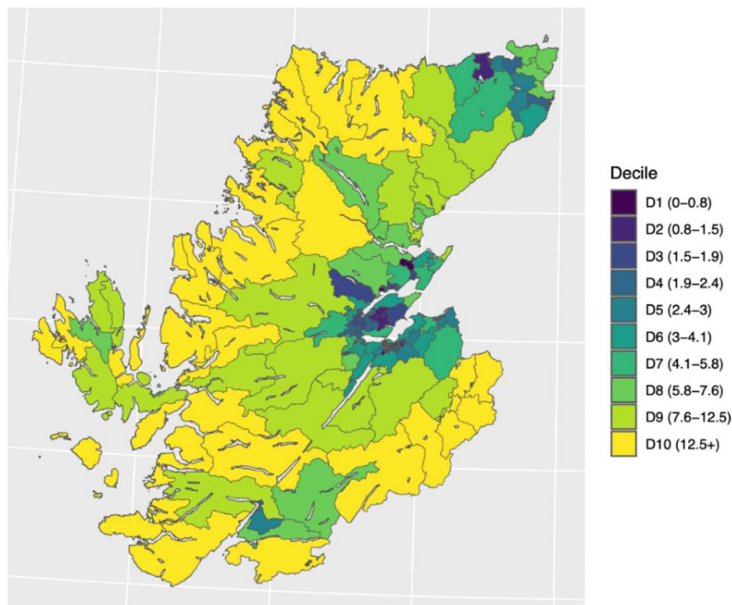 Decile
D1 (0–0.8)
D2 (0.8–1.5)
D3 (1.5–1.9)
D4 (1.9–2.4)
D5 (2.4–3)
D6 (3–4.1)
D7 (4.1–5.8)
D8 (5.8–7.6)
D9 (7.6–12.5)
D10 (12.5+)